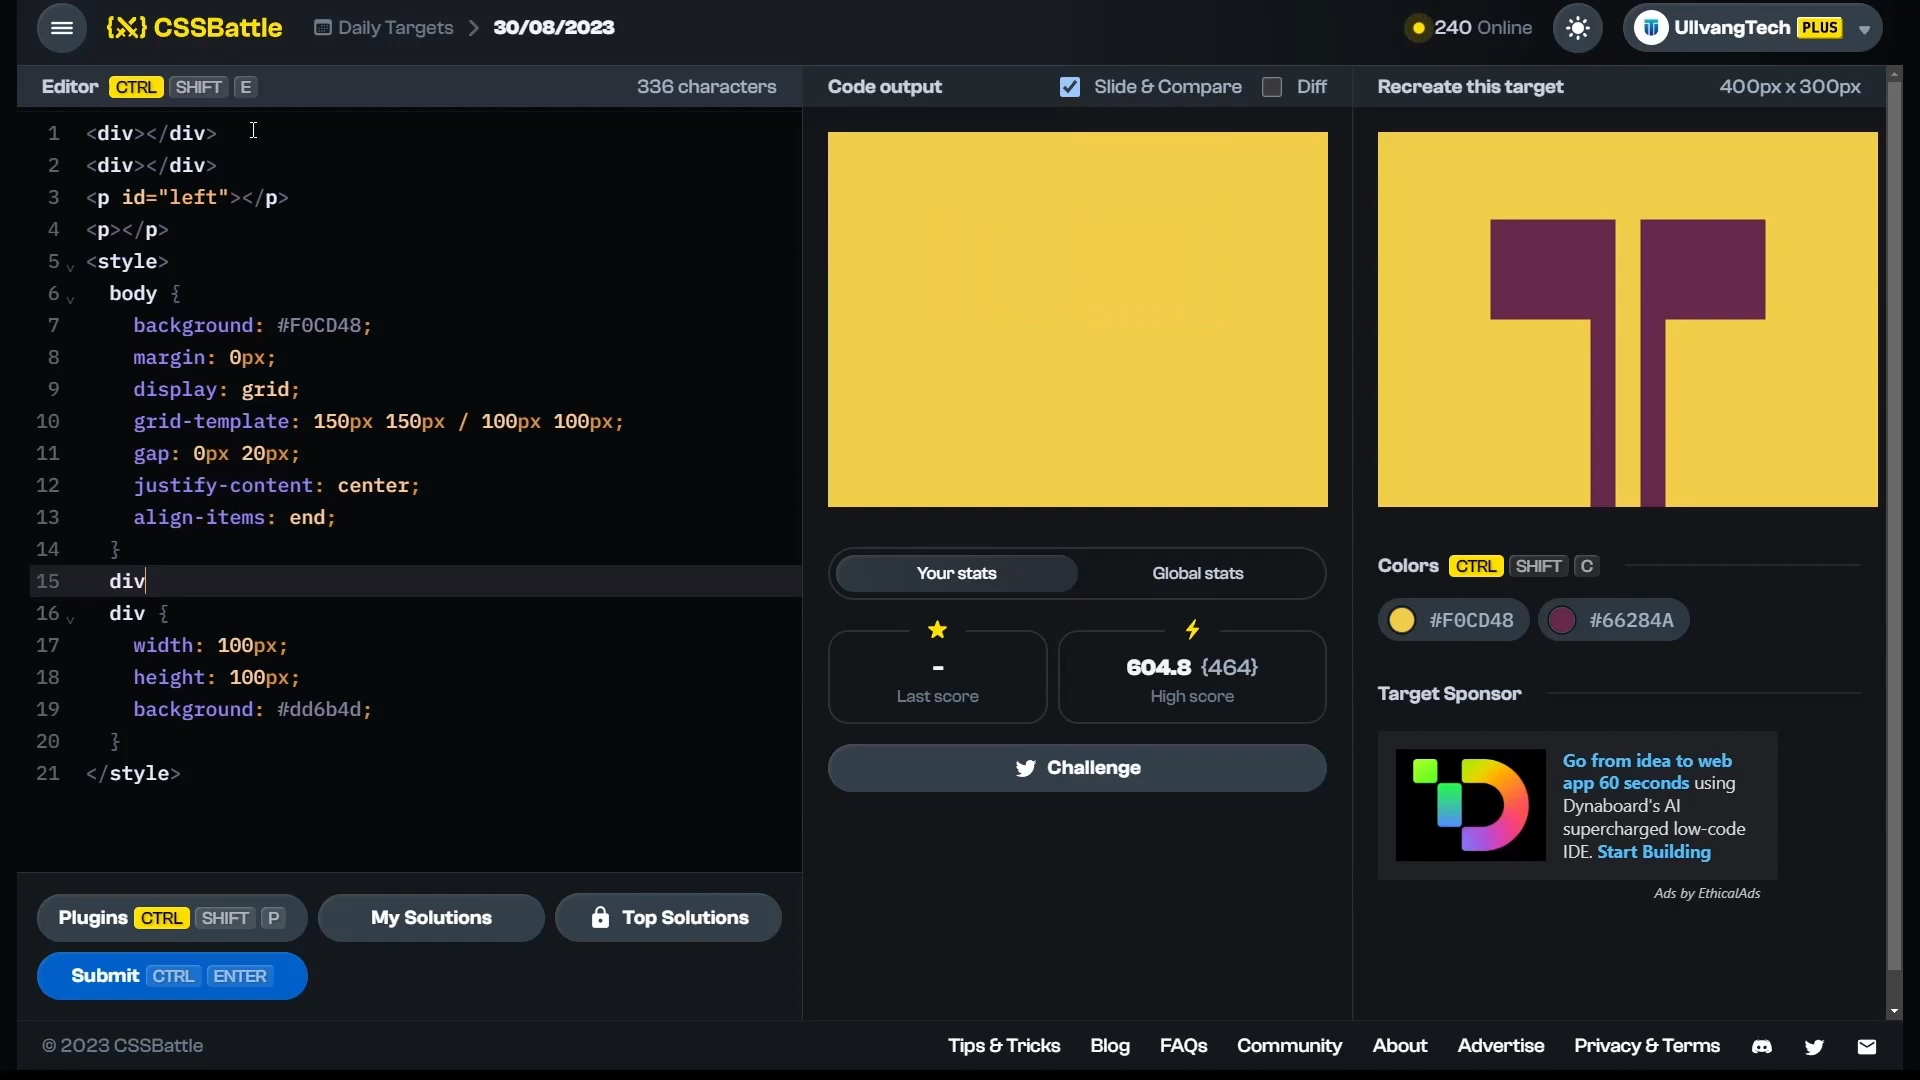 CSSBattle
Daily Targets
30/08/2023
240 Online
UllvangTech PLUS
Editor CTRL SHIFT E
336 characters
1 <div></div>
2 <div></div>
3 <p id="left"></p>
4 <p></p>
5 <style>
6 body {
7 background: #F0CD48;
8 margin: 0px;
9 display: grid;
10 grid-template: 150px 150px / 100px 100px;
11 gap: 0px 20px;
12 justify-content: center;
13 align-items: end;
14 }
15 div
16 div {
17 width: 100px;
18 height: 100px;
19 background: #dd6b4d;
20 }
21 </style>
Plugins CTRL SHIFT P
My Solutions
Top Solutions
Submit CTRL ENTER
Code output
Slide & Compare
Diff
Your stats
Global stats
-
Last score
604.8 {464}
High score
Challenge
Recreate this target
400px x 300px
Colors CTRL SHIFT C
#F0CD48
#66284A
Target Sponsor
Go from idea to web
app 60 seconds using
Dynaboard's AI
supercharged low-code
IDE. Start Building
Ads by EthicalAds
© 2023 CSSBattle
Tips & Tricks
Blog
FAQs
Community
About
Advertise
Privacy & Terms